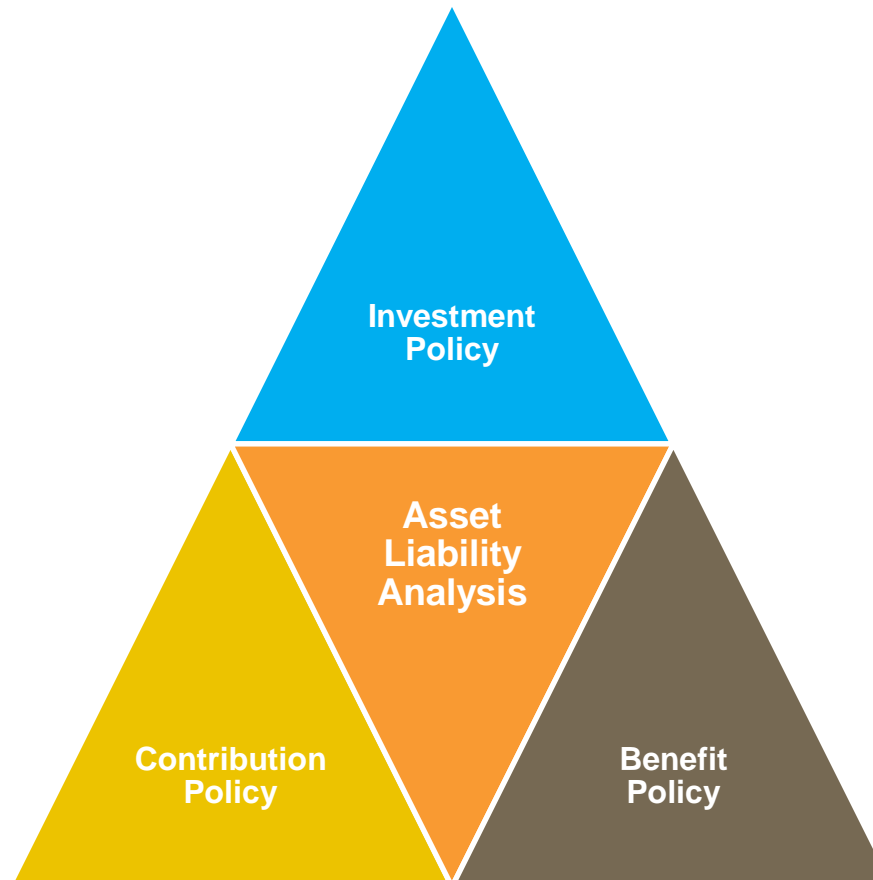 Investment
Policy
Asset
Liability
Analysis
Contribution
Policy
Benefit
Policy